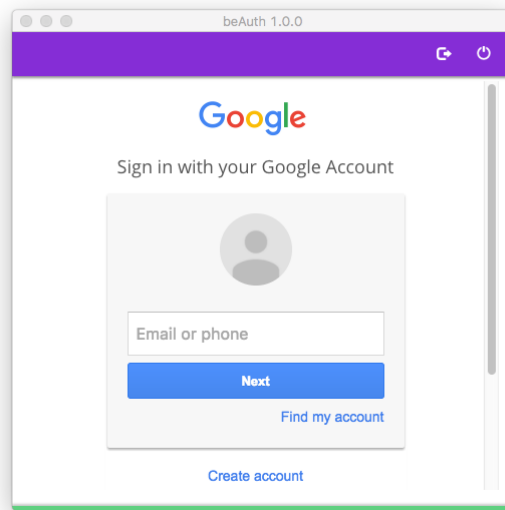 beAuth 1.0.0
Google
Sign in with your Google Account
Email or phone
Next
Find my account
Create account